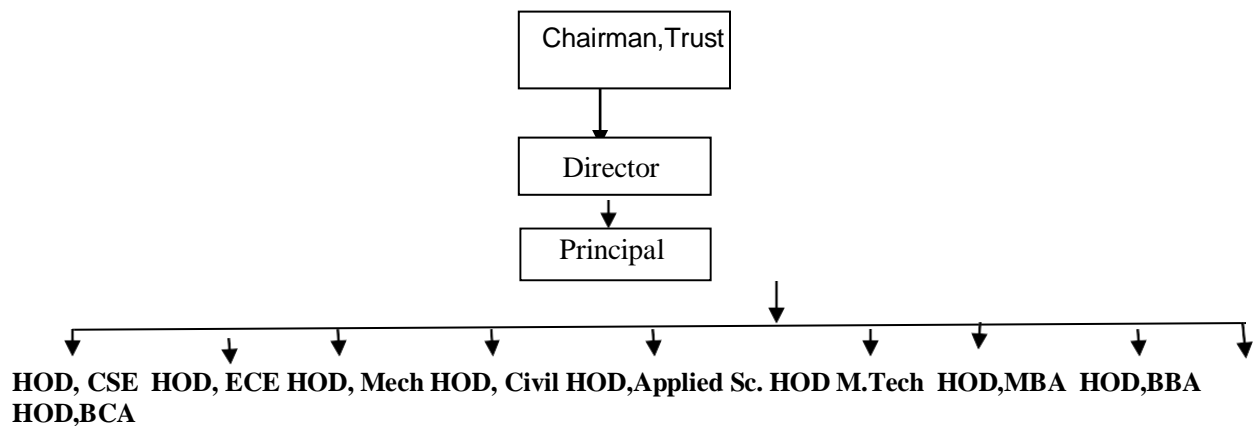 Chairman,Trust
Director
Principal
HOD, CSE HOD, ECE HOD, Mech HOD, Civil HOD,Applied Sc. HOD M.Tech HOD,MBA HOD,BBA
HOD,BCA